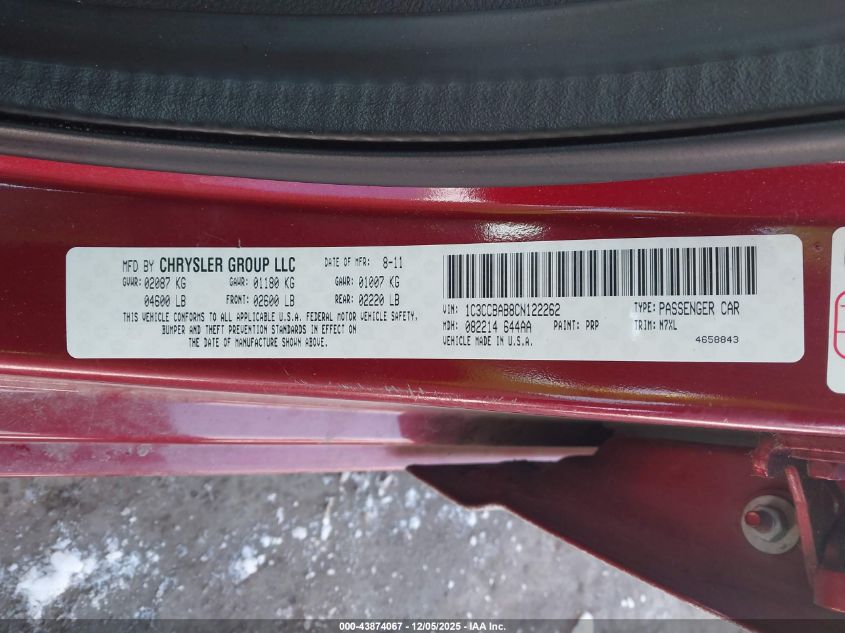 MFD BY CHRYSLER GROUP LLC DATE OF MFR: 8-11
GVWR: 02087 KG GAWR: 01180 KG GAWR: 01007 KG
04600 LB FRONT: 02600 LB REAR: 02220 LB
THIS VEHICLE CONFORMS TO ALL APPLICABLE U.S.A. FEDERAL MOTOR VEHICLE SAFETY,
BUMPER AND THEFT PREVENTION STANDARDS IN EFFECT ON
THE DATE OF MANUFACTURE SHOWN ABOVE.
VIN: 1C3CCBAB8CN122262 TYPE: PASSENGER CAR
MDH: 082214 644AA PAINT: PRP TRIM: N7XL
VEHICLE MADE IN U.S.A. 4658843
000-43874067 - 12/05/2025 - IAA Inc.